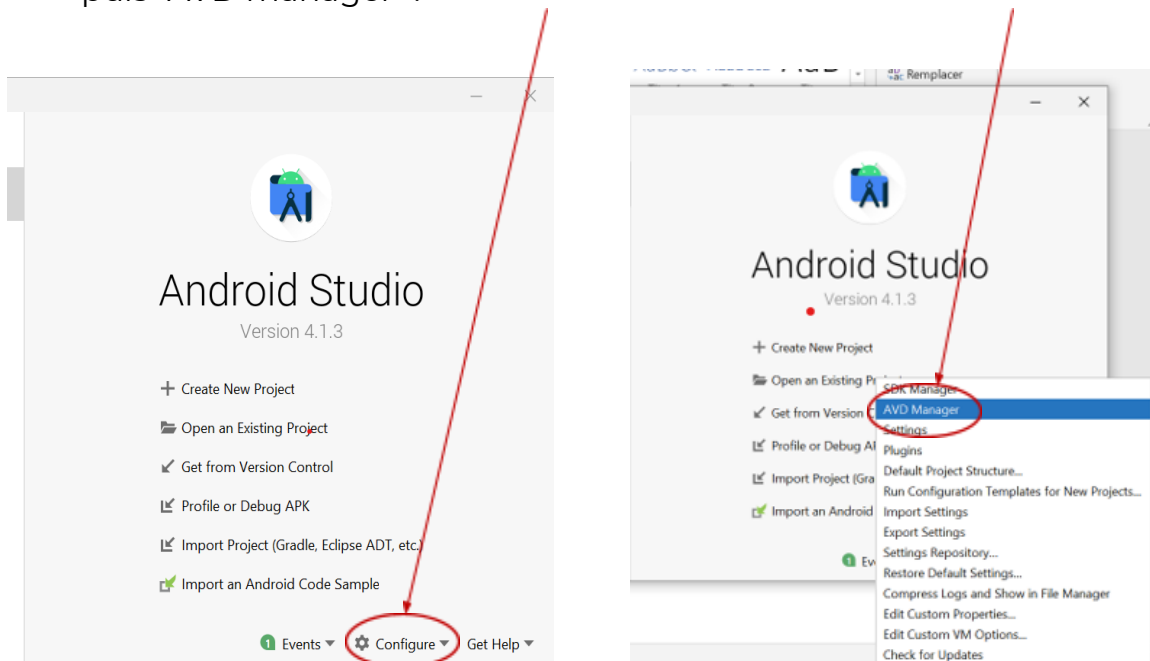 puis AVD Manager
Android Studio
Version 4.1.3
Create New Project
Open an Existing Project
Get from Version Control
Profile or Debug APK
Import Project (Gradle, Eclipse ADT, etc.)
Import an Android Code Sample
1 Events
Configure
Get Help
Remplacer
Android Studio
Version 4.1.3
Create New Project
Open an Existing
Get from Version
Profile or Debug
Import Project (Gra
Import an Android
1 Ev
SDK Manager
AVD Manager
Settings
Plugins
Default Project Structure...
Run Configuration Templates for New Projects...
Import Settings
Export Settings
Settings Repository...
Restore Default Settings...
Compress Logs and Show in File Manager
Edit Custom Properties...
Edit Custom VM Options...
Check for Updates